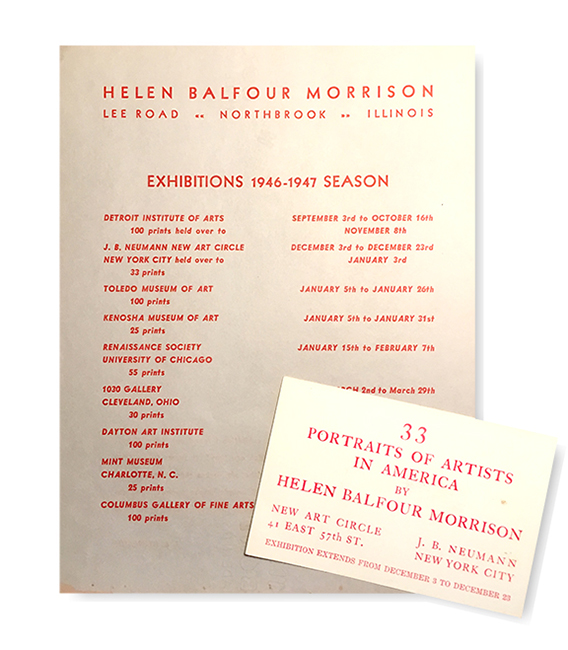 HELEN BALFOUR MORRISON
LEE ROAD •• NORTHBROOK •• ILLINOIS
EXHIBITIONS 1946-1947 SEASON
DETROIT INSTITUTE OF ARTS SEPTEMBER 3rd to OCTOBER 16th
100 prints held over to NOVEMBER 8th
J. B. NEUMANN NEW ART CIRCLE DECEMBER 3rd to DECEMBER 23rd
NEW YORK CITY held over to JANUARY 3rd
33 prints
TOLEDO MUSEUM OF ART JANUARY 5th to JANUARY 26th
100 prints
KENOSHA MUSEUM OF ART JANUARY 5th to JANUARY 31st
25 prints
RENAISSANCE SOCIETY JANUARY 15th to FEBRUARY 7th
UNIVERSITY OF CHICAGO
55 prints
1030 GALLERY 2nd to March 29th
CLEVELAND, OHIO
30 prints
DAYTON ART INSTITUTE
100 prints
MINT MUSEUM
CHARLOTTE, N. C.
25 prints
COLUMBUS GALLERY OF FINE ARTS
100 prints
33
PORTRAITS OF ARTISTS
IN AMERICA
BY
HELEN BALFOUR MORRISON
NEW ART CIRCLE J. B. NEUMANN
41 EAST 57th ST. NEW YORK CITY
EXHIBITION EXTENDS FROM DECEMBER 3 TO DECEMBER 23